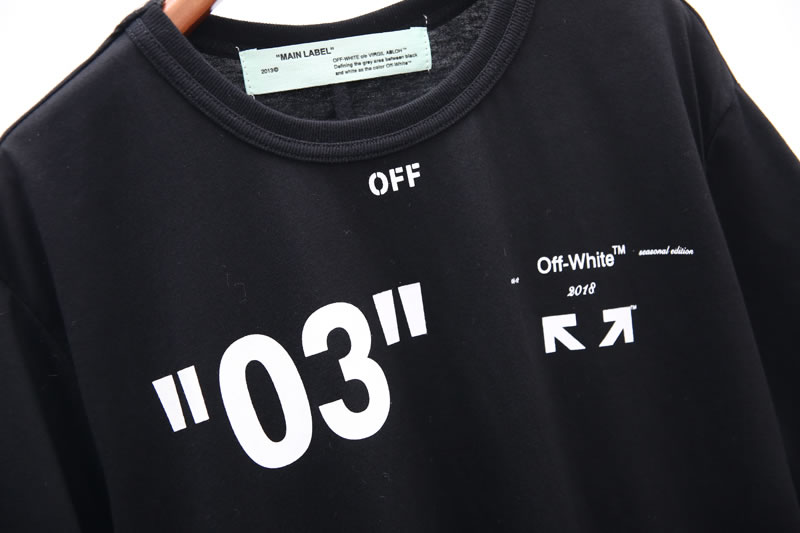 "MAIN LABEL"
2013©
OFF-WHITE c/o VIRGIL ABLOH™
Defining the grey area between black
and white as the color Off-White™
OFF
Off-White™ seasonal edition
2018
"03"